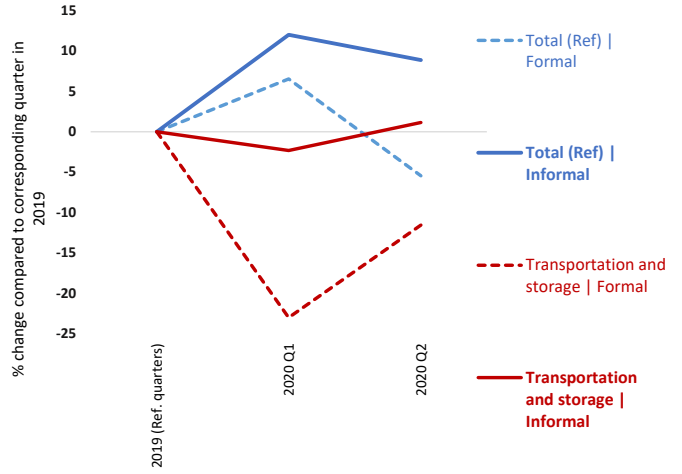 % change compared to corresponding quarter in
2019
15
10
5
0
-5
-10
-15
-20
-25
2019 (Ref. quarters)
2020 Q1
2020 Q2
Total (Ref) |
Formal
Total (Ref) |
Informal
Transportation and
storage | Formal
Transportation
and storage |
Informal